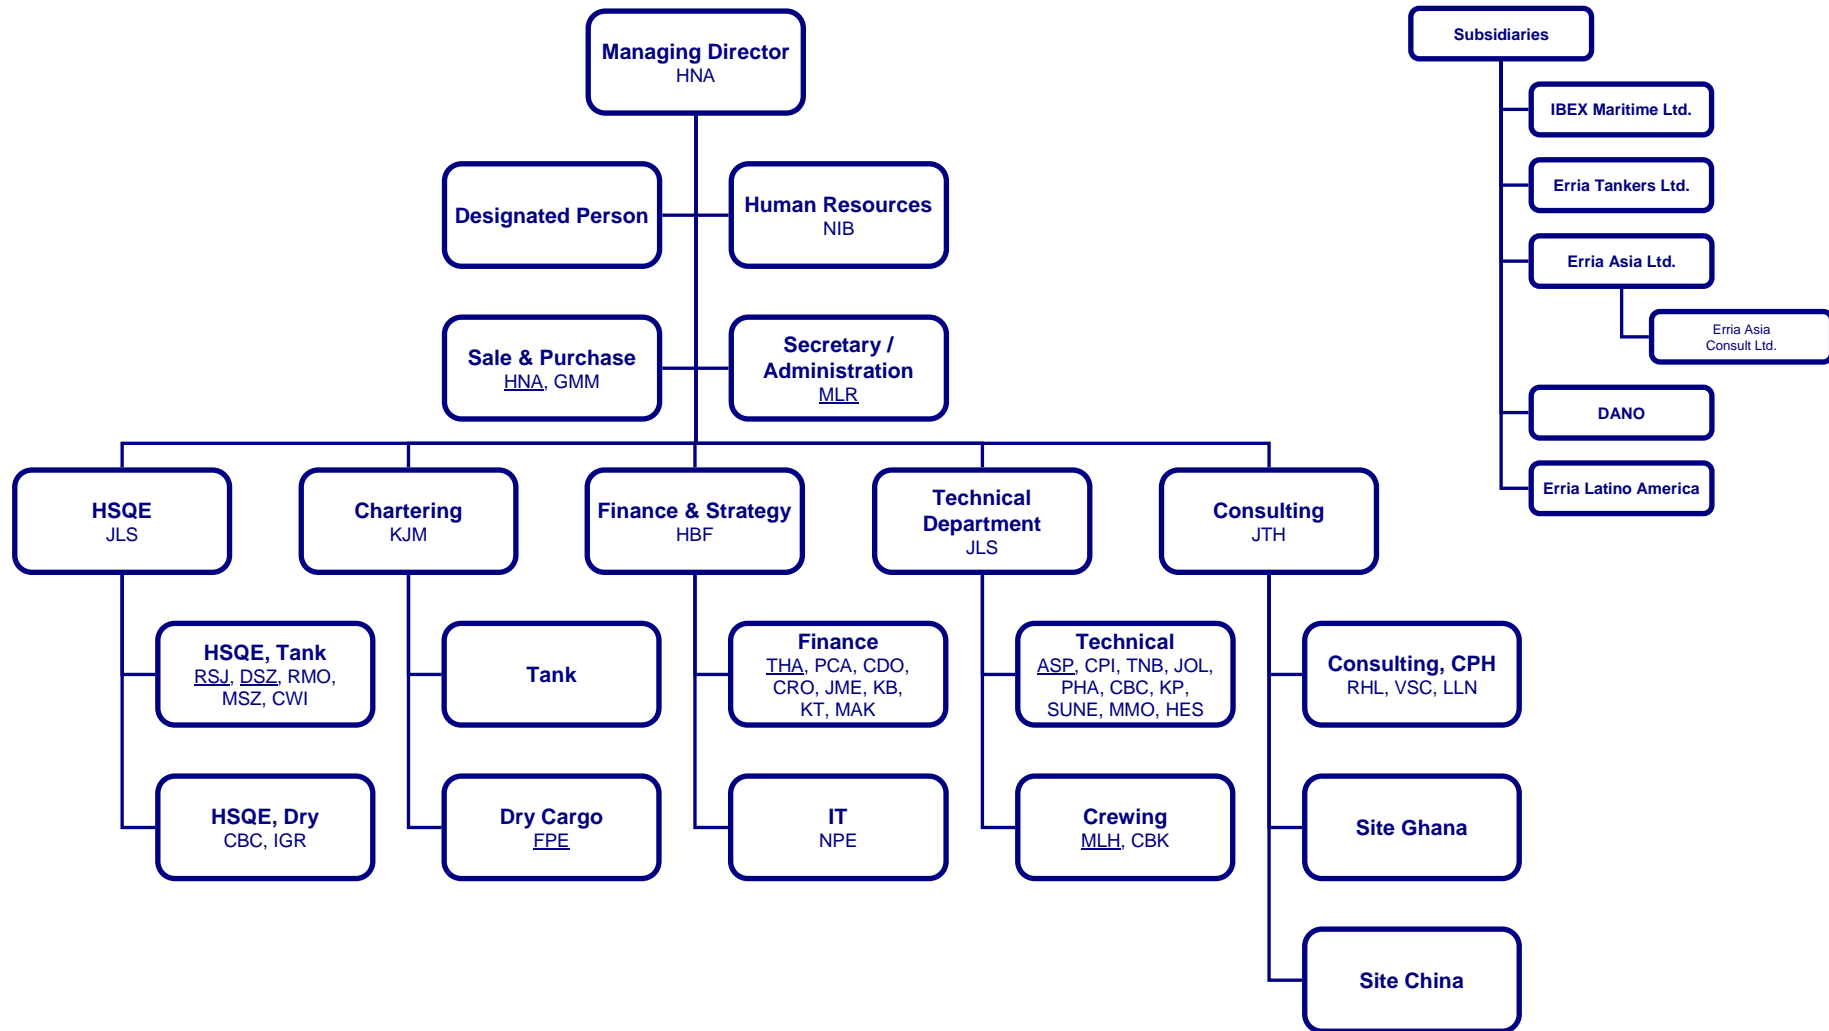 Managing Director
HNA
Designated Person
Human Resources
NIB
Sale & Purchase
HNA, GMM
Secretary /
Administration
MLR
HSQE
JLS
Chartering
KJM
Finance & Strategy
HBF
Technical
Department
JLS
Consulting
JTH
HSQE, Tank
RSJ, DSZ, RMO,
MSZ, CWI
Tank
Finance
THA, PCA, CDO,
CRO, JME, KB,
KT, MAK
Technical
ASP, CPI, TNB, JOL,
PHA, CBC, KP,
SUNE, MMO, HES
Consulting, CPH
RHL, VSC, LLN
HSQE, Dry
CBC, IGR
Dry Cargo
FPE
IT
NPE
Crewing
MLH, CBK
Site Ghana
Site China
Subsidiaries
IBEX Maritime Ltd.
Erria Tankers Ltd.
Erria Asia Ltd.
Erria Asia
Consult Ltd.
DANO
Erria Latino America